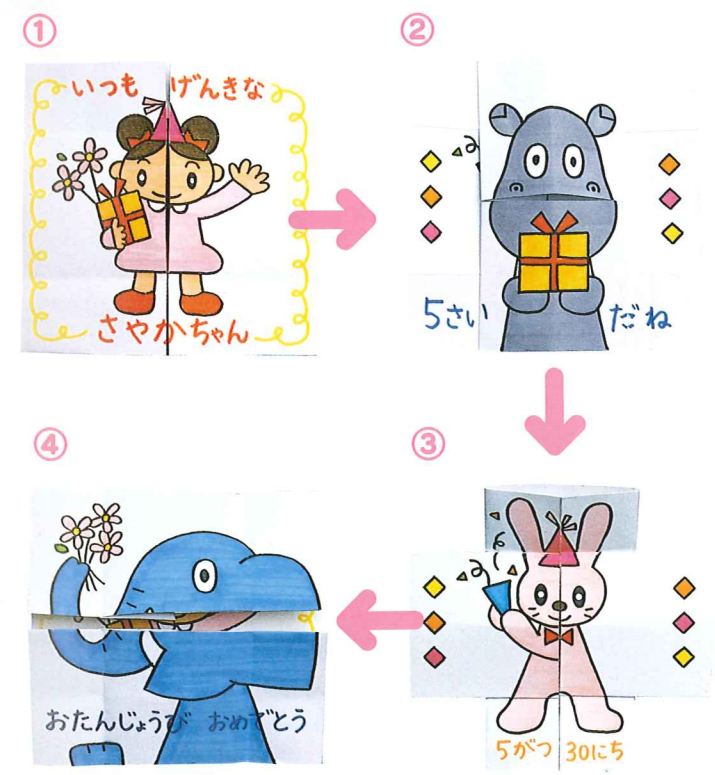 ①
いつも げんきな
さやかちゃん
②
5さい だね
③
5がつ 30にち
④
おたんじょうび おめでとう